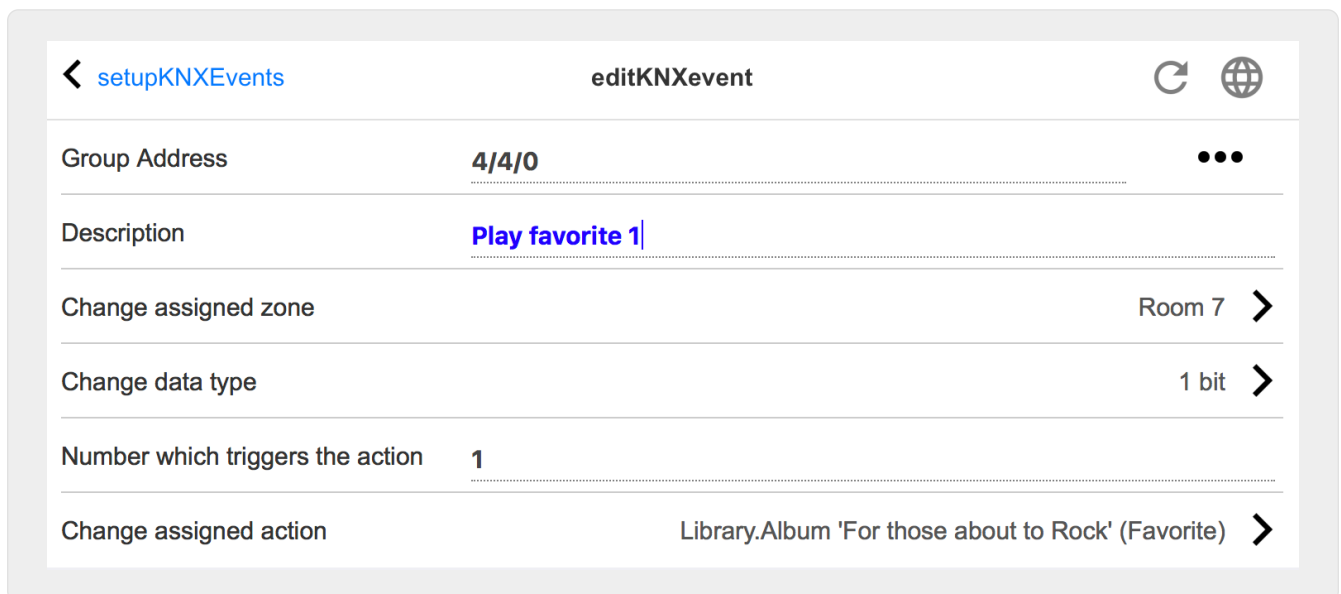 setupKNXEvents editKNXevent
Group Address 4/4/0
Description Play favorite 1
Change assigned zone Room 7
Change data type 1 bit
Number which triggers the action 1
Change assigned action Library.Album 'For those about to Rock' (Favorite)